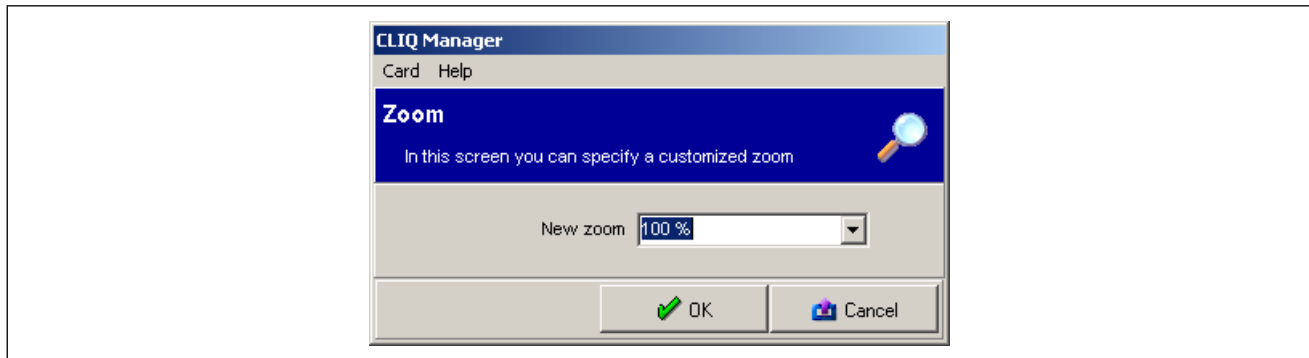 CLIQ Manager
Card Help
Zoom
In this screen you can specify a customized zoom
New zoom 100 %
OK Cancel